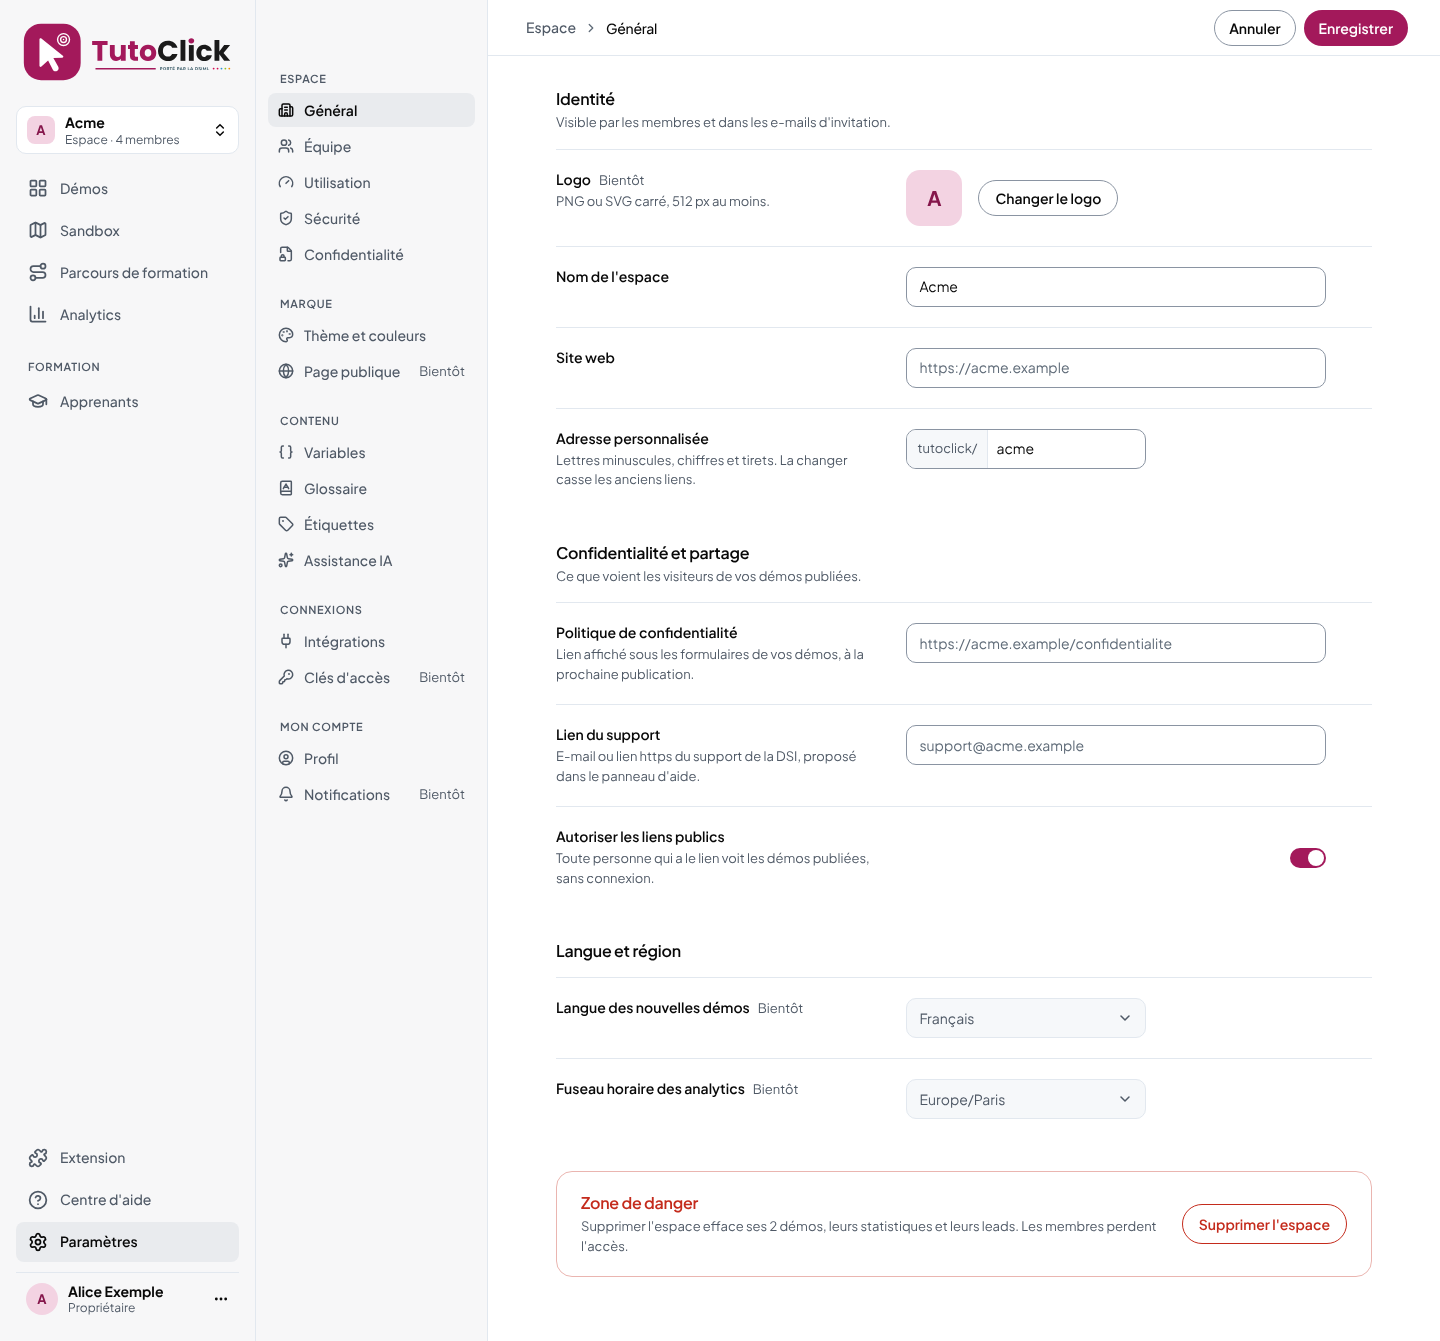 TutoClick
PORTÉ PAR LA DSIML
A
Acme
Espace · 4 membres
Démos
Sandbox
Parcours de formation
Analytics
FORMATION
Apprenants
Extension
Centre d'aide
Paramètres
A
Alice Exemple
Propriétaire
ESPACE
Général
Équipe
Utilisation
Sécurité
Confidentialité
MARQUE
Thème et couleurs
Page publique Bientôt
CONTENU
Variables
Glossaire
Étiquettes
Assistance IA
CONNEXIONS
Intégrations
Clés d'accès Bientôt
MON COMPTE
Profil
Notifications Bientôt
Espace > Général
Annuler
Enregistrer
Identité
Visible par les membres et dans les e-mails d'invitation.
Logo Bientôt
PNG ou SVG carré, 512 px au moins.
A
Changer le logo
Nom de l'espace
Acme
Site web
https://acme.example
Adresse personnalisée
Lettres minuscules, chiffres et tirets. La changer
casse les anciens liens.
tutoclick/ acme
Confidentialité et partage
Ce que voient les visiteurs de vos démos publiées.
Politique de confidentialité
Lien affiché sous les formulaires de vos démos, à la
prochaine publication.
https://acme.example/confidentialite
Lien du support
E-mail ou lien https du support de la DSI, proposé
dans le panneau d'aide.
support@acme.example
Autoriser les liens publics
Toute personne qui a le lien voit les démos publiées,
sans connexion.
Langue et région
Langue des nouvelles démos Bientôt
Français
Fuseau horaire des analytics Bientôt
Europe/Paris
Zone de danger
Supprimer l'espace efface ses 2 démos, leurs statistiques et leurs leads. Les membres perdent
l'accès.
Supprimer l'espace